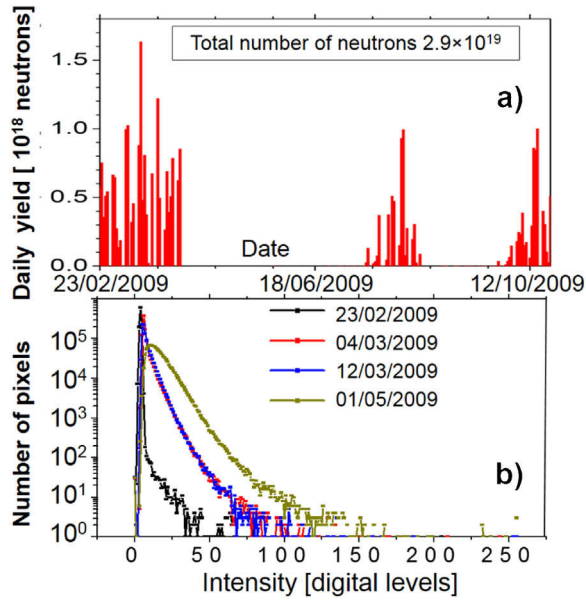 Total number of neutrons 2.9×10¹⁹
1.5
a)
1.0
0.5
0.0
Date
Daily yield [ 10¹⁸ neutrons]
23/02/2009 18/06/2009 12/10/2009
23/02/2009
04/03/2009
12/03/2009
01/05/2009
10⁵
10⁴
10³
10²
10¹
10⁰
b)
Number of pixels
0 50 100 150 200 250
Intensity [digital levels]